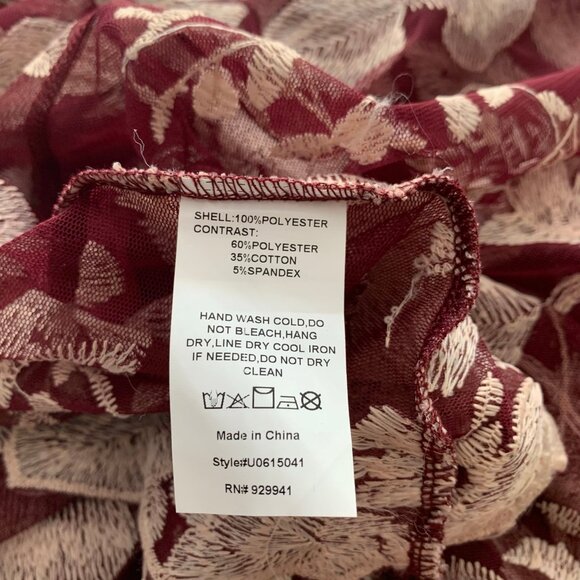 SHELL:100%POLYESTER
CONTRAST:
60%POLYESTER
35%COTTON
5%SPANDEX
HAND WASH COLD,DO
NOT BLEACH,HANG
DRY,LINE DRY COOL IRON
IF NEEDED,DO NOT DRY
CLEAN
Made in China
Style#U0615041
RN# 929941